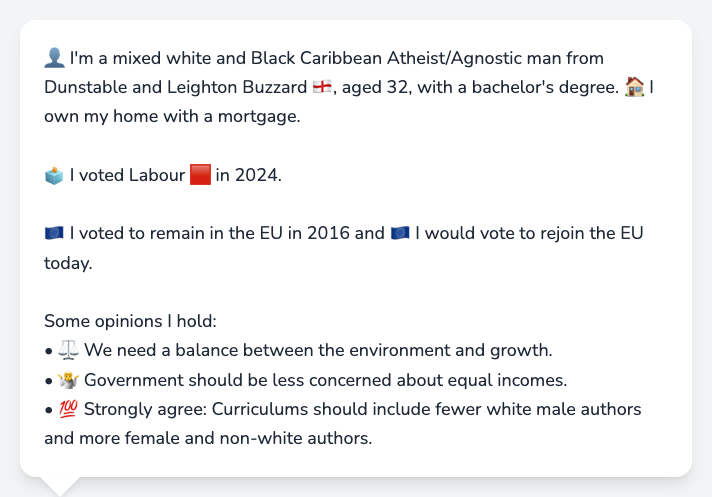 👤 I'm a mixed white and Black Caribbean Atheist/Agnostic man from
Dunstable and Leighton Buzzard 🏴󠁧󠁢󠁥󠁮󠁧󠁿, aged 32, with a bachelor's degree. 🏠 I
own my home with a mortgage.
🗳️ I voted Labour 🟥 in 2024.
🇪🇺 I voted to remain in the EU in 2016 and 🇪🇺 I would vote to rejoin the EU
today.
Some opinions I hold:
• ⚖️ We need a balance between the environment and growth.
• 🤷 Government should be less concerned about equal incomes.
• 💯 Strongly agree: Curriculums should include fewer white male authors
and more female and non-white authors.